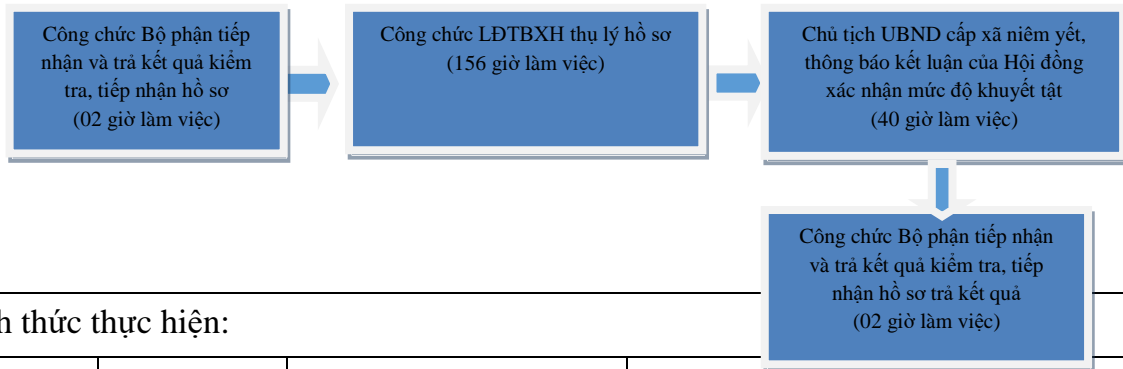 Công chức Bộ phận tiếp
nhận và trả kết quả kiểm
tra, tiếp nhận hồ sơ
(02 giờ làm việc)
Công chức LĐTBXH thụ lý hồ sơ
(156 giờ làm việc)
Chủ tịch UBND cấp xã niêm yết,
thông báo kết luận của Hội đồng
xác nhận mức độ khuyết tật
(40 giờ làm việc)
Công chức Bộ phận tiếp nhận
và trả kết quả kiểm tra, tiếp
nhận hồ sơ trả kết quả
(02 giờ làm việc)
thức thực hiện: